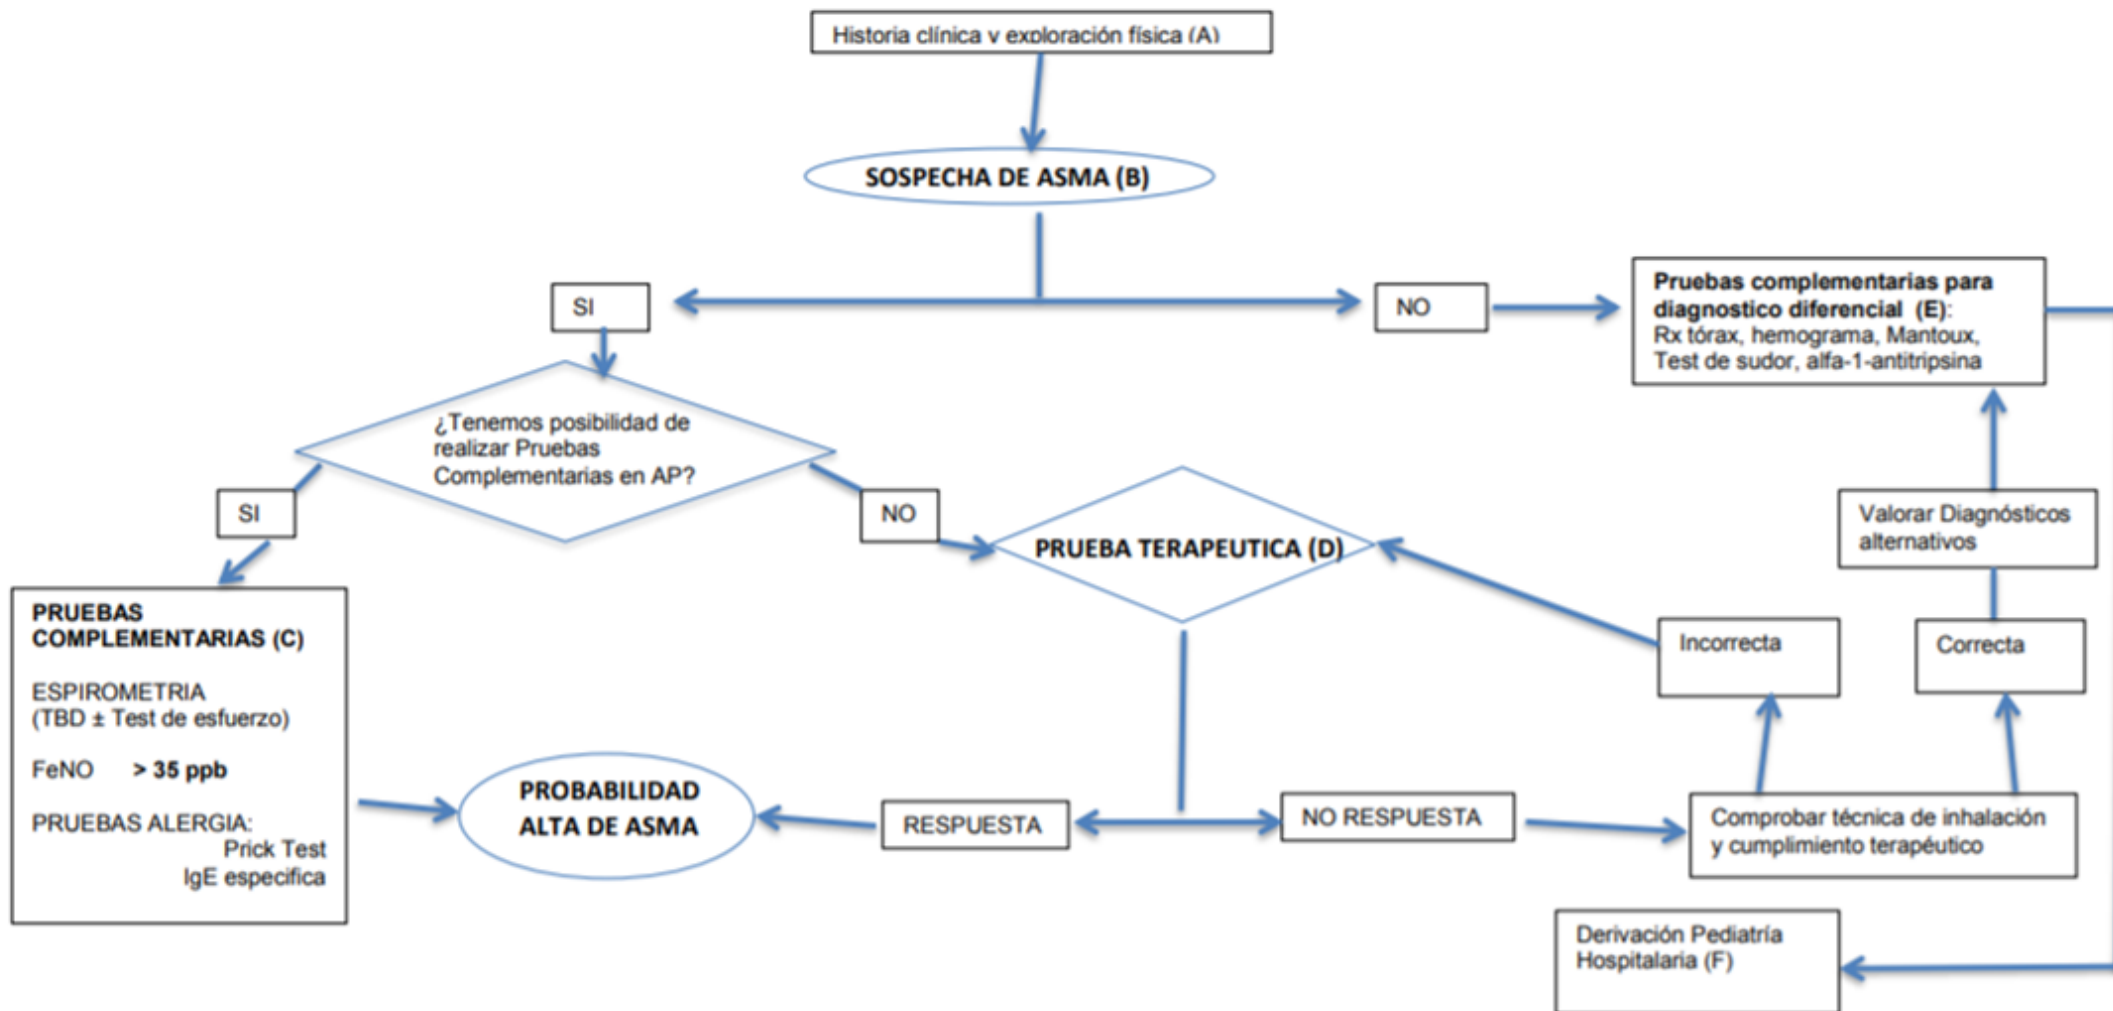 Historia clínica y exploración física (A)
SOSPECHA DE ASMA (B)
SI
NO
Pruebas complementarias para
diagnostico diferencial (E):
Rx tórax, hemograma, Mantoux,
Test de sudor, alfa-1-antitripsina
¿Tenemos posibilidad de
realizar Pruebas
Complementarias en AP?
SI
NO
PRUEBA TERAPEUTICA (D)
Valorar Diagnósticos
alternativos
Incorrecta
Correcta
PRUEBAS
COMPLEMENTARIAS (C)
ESPIROMETRIA
(TBD ± Test de esfuerzo)
FeNO > 35 ppb
PRUEBAS ALERGIA:
Prick Test
IgE especifica
PROBABILIDAD
ALTA DE ASMA
RESPUESTA
NO RESPUESTA
Comprobar técnica de inhalación
y cumplimiento terapéutico
Derivación Pediatría
Hospitalaria (F)